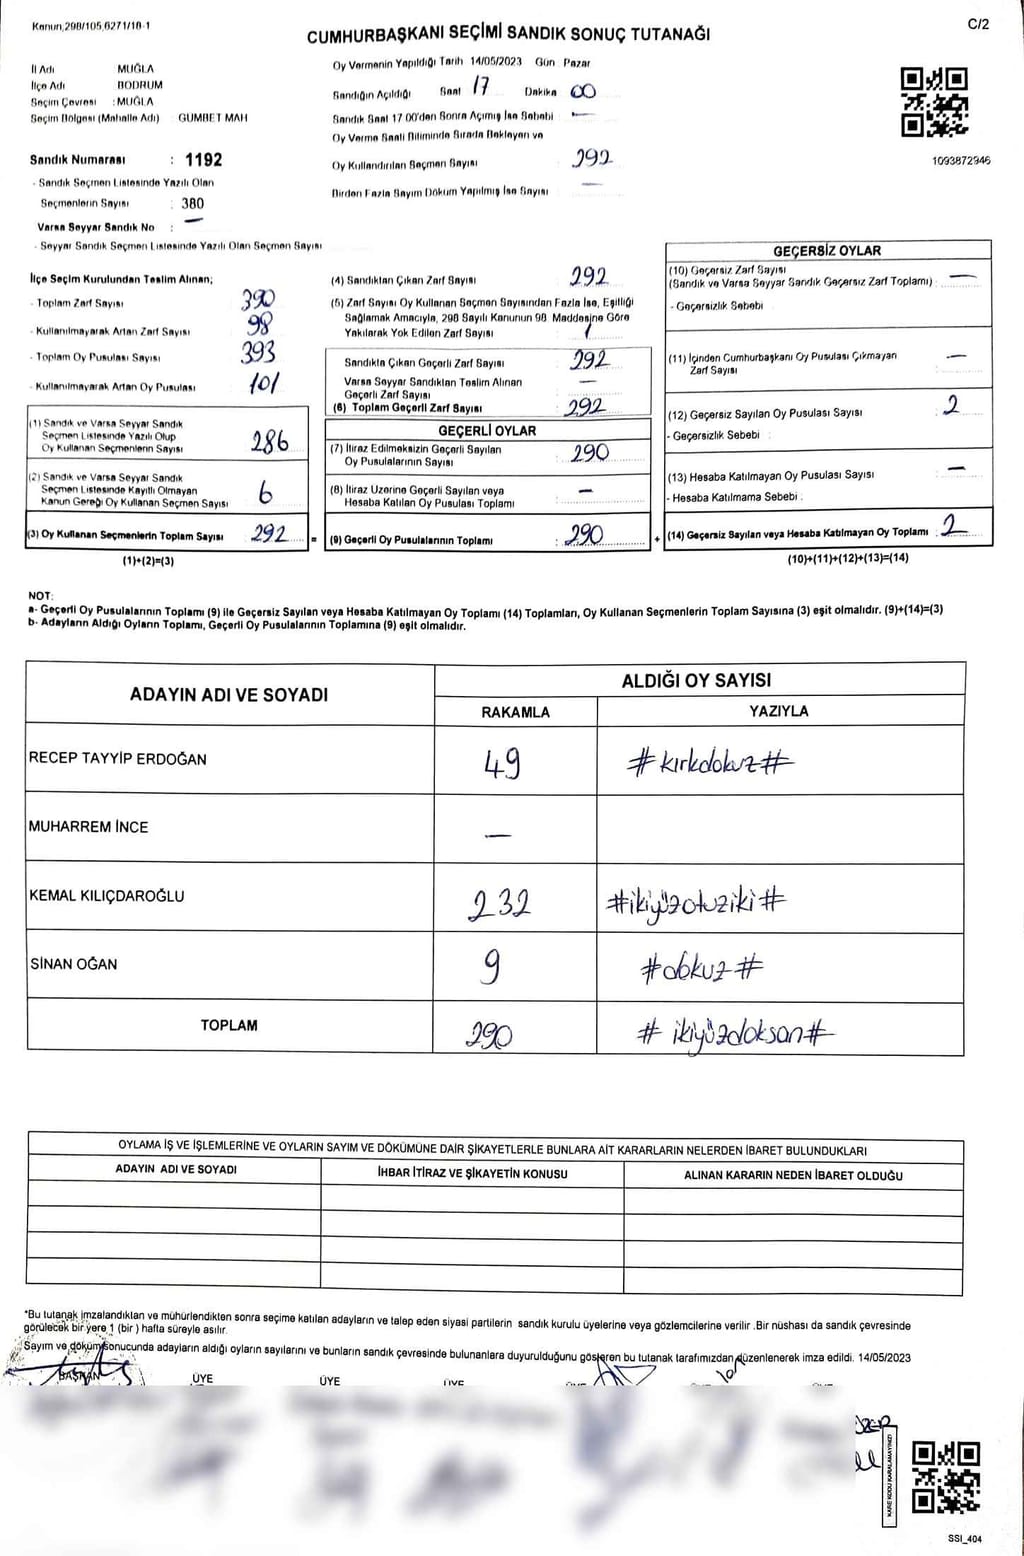 Kanun,298/105,6271/18-1
C/2
CUMHURBAŞKANI SEÇİMİ SANDIK SONUÇ TUTANAĞI
İl Adı MUĞLA
İlçe Adı BODRUM
Seçim Çevresi :MUĞLA
Seçim Bölgesi (Mahalle Adı) : GUMBET MAH
Sandık Numarası : 1192
- Sandık Seçmen Listesinde Yazılı Olan
Seçmenlerin Sayısı : 380
Varsa Seyyar Sandık No : —
- Seyyar Sandık Seçmen Listesinde Yazılı Olan Seçmen Sayısı
Oy Vermenin Yapıldığı Tarih 14/05/2023 Gün Pazar
Sandığın Açıldığı Saat 17 Dakika 00
Sandık Saat 17 00'den Sonra Açımış İse Sebebi —
Oy Verme Saati Bitiminde Sırada Bekleyen ve
Oy Kullandırılan Seçmen Sayısı : 292
Birden Fazla Sayım Döküm Yapılmış İse Sayısı —
1093872946
İlçe Seçim Kurulundan Teslim Alınan;
- Toplam Zarf Sayısı : 390
- Kullanılmayarak Artan Zarf Sayısı : 98
- Toplam Oy Pusulası Sayısı : 393
- Kullanılmayarak Artan Oy Pusulası : 101
(1) Sandık ve Varsa Seyyar Sandık
Seçmen Listesinde Yazılı Olup
Oy Kullanan Seçmenlerin Sayısı : 286
(2) Sandık ve Varsa Seyyar Sandık
Seçmen Listesinde Kayıtlı Olmayan
Kanun Gereği Oy Kullanan Seçmen Sayısı : 6
(3) Oy Kullanan Seçmenlerin Toplam Sayısı : 292 =
(1)+(2)=(3)
(4) Sandıktan Çıkan Zarf Sayısı : 292
(5) Zarf Sayısı Oy Kullanan Seçmen Sayısından Fazla İse, Eşitliği
Sağlamak Amacıyla, 298 Sayılı Kanunun 98 Maddesine Göre
Yakılarak Yok Edilen Zarf Sayısı : /
Sandıkta Çıkan Geçerli Zarf Sayısı : 292
Varsa Seyyar Sandıktan Teslim Alınan
Geçerli Zarf Sayısı : —
(6) Toplam Geçerli Zarf Sayısı : 292
GEÇERLİ OYLAR
(7) İtiraz Edilmeksizin Geçerli Sayılan
Oy Pusulalarının Sayısı : 290
(8) İtiraz Üzerine Geçerli Sayılan veya
Hesaba Katılan Oy Pusulası Toplamı : —
(9) Geçerli Oy Pusulalarının Toplamı : 290 +
GEÇERSİZ OYLAR
(10) Geçersiz Zarf Sayısı
(Sandık ve Varsa Seyyar Sandık Geçersiz Zarf Toplamı) : —
- Geçersizlik Sebebi :
(11) İçinden Cumhurbaşkanı Oy Pusulası Çıkmayan
Zarf Sayısı : —
(12) Geçersiz Sayılan Oy Pusulası Sayısı : 2
- Geçersizlik Sebebi :
(13) Hesaba Katılmayan Oy Pusulası Sayısı : —
- Hesaba Katılmama Sebebi :
(14) Geçersiz Sayılan veya Hesaba Katılmayan Oy Toplamı : 2
(10)+(11)+(12)+(13)=(14)
NOT:
a- Geçerli Oy Pusulalarının Toplamı (9) ile Geçersiz Sayılan veya Hesaba Katılmayan Oy Toplamı (14) Toplamları, Oy Kullanan Seçmenlerin Toplam Sayısına (3) eşit olmalıdır. (9)+(14)=(3)
b- Adayların Aldığı Oyların Toplamı, Geçerli Oy Pusulalarının Toplamına (9) eşit olmalıdır.
ADAYIN ADI VE SOYADI ALDIĞI OY SAYISI
RAKAMLA YAZIYLA
RECEP TAYYİP ERDOĞAN 49 #kırkdokuz#
MUHARREM İNCE —
KEMAL KILIÇDAROĞLU 232 #ikiyüzotuziki#
SİNAN OĞAN 9 #dokuz#
TOPLAM 290 # ikiyüzdoksan#
OYLAMA İŞ VE İŞLEMLERİNE VE OYLARIN SAYIM VE DÖKÜMÜNE DAİR ŞİKAYETLERLE BUNLARA AİT KARARLARIN NELERDEN İBARET BULUNDUKLARI
ADAYIN ADI VE SOYADI İHBAR İTİRAZ VE ŞİKAYETİN KONUSU ALINAN KARARIN NEDEN İBARET OLDUĞU
*Bu tutanak imzalandıktan ve mühürlendikten sonra seçime katılan adayların ve talep eden siyasi partilerin sandık kurulu üyelerine veya gözlemcilerine verilir .Bir nüshası da sandık çevresinde
görülecek bir yere 1 (bir ) hafta süreyle asılır.
Sayım ve döküm sonucunda adayların aldığı oyların sayılarını ve bunların sandık çevresinde bulunanlara duyurulduğunu gösteren bu tutanak tarafımızdan düzenlenerek imza edildi. 14/05/2023
BAŞKAN ÜYE ÜYE ÜYE
KARE KODU KARALAMAYINIZ!
SSI_404